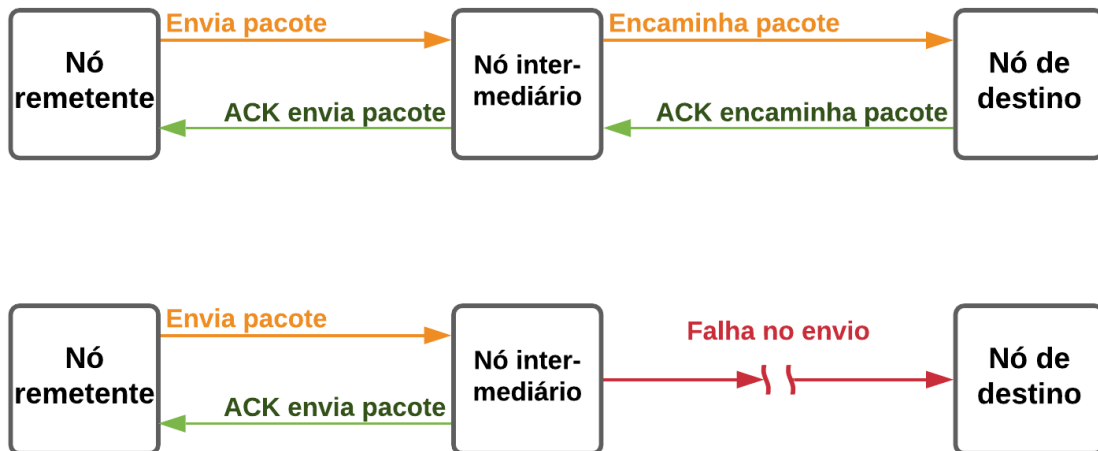 Envia pacote
Encaminha pacote
Nó
remetente
Nó inter-
mediário
Nó de
destino
ACK envia pacote
ACK encaminha pacote
Envia pacote
Falha no envio
Nó
remetente
Nó inter-
mediário
Nó de
destino
ACK envia pacote